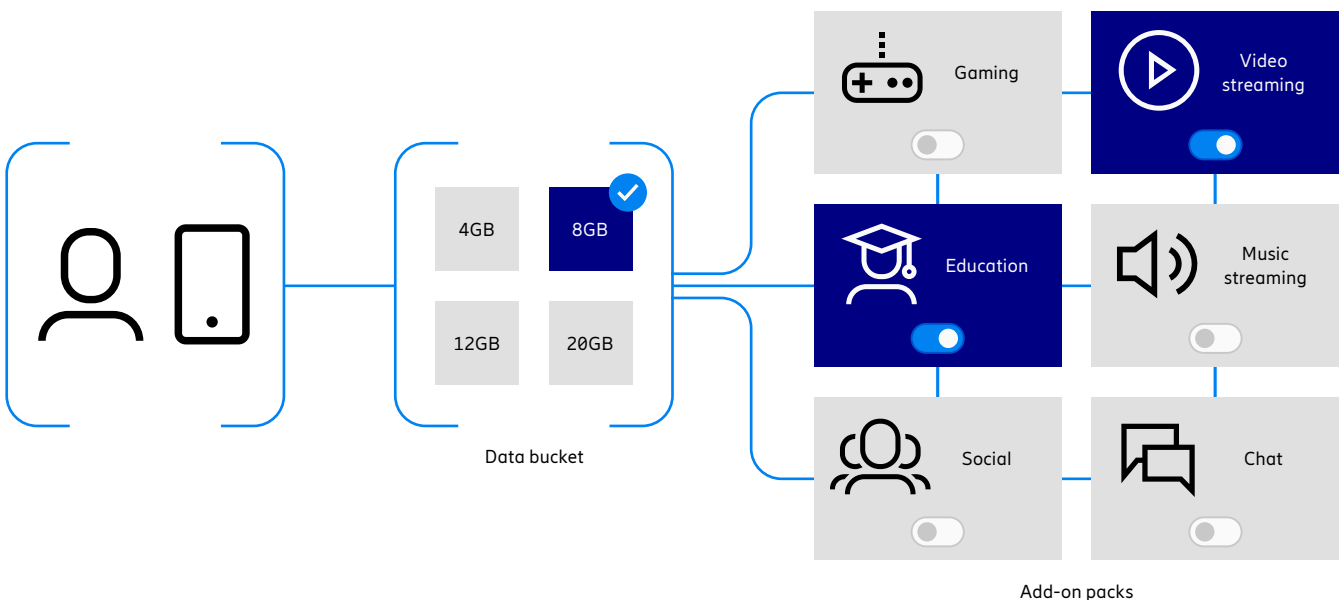 Gaming
Video
streaming
4GB
8GB
Education
Music
streaming
12GB
20GB
Data bucket
Social
Chat
Add-on packs